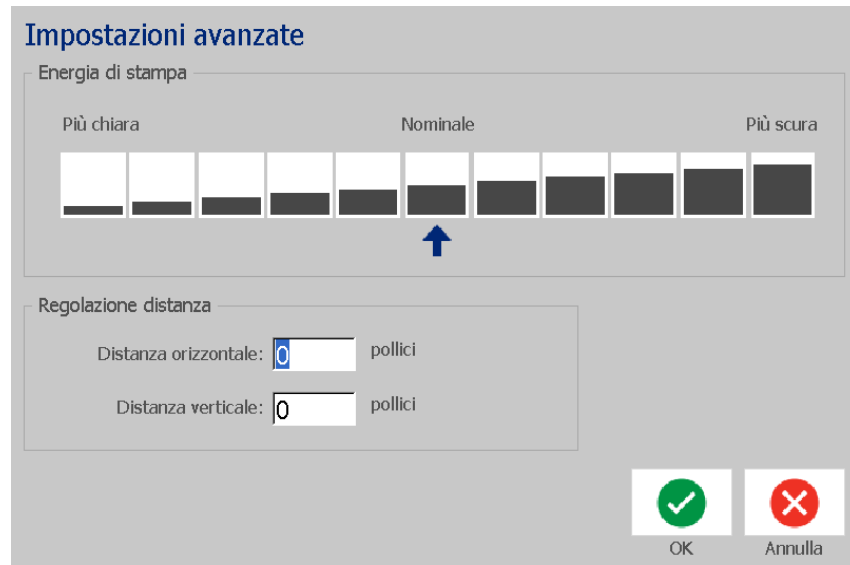 Impostazioni avanzate
Energia di stampa
Più chiara Nominale Più scura
Regolazione distanza
Distanza orizzontale: 0 pollici
Distanza verticale: 0 pollici
OK Annulla